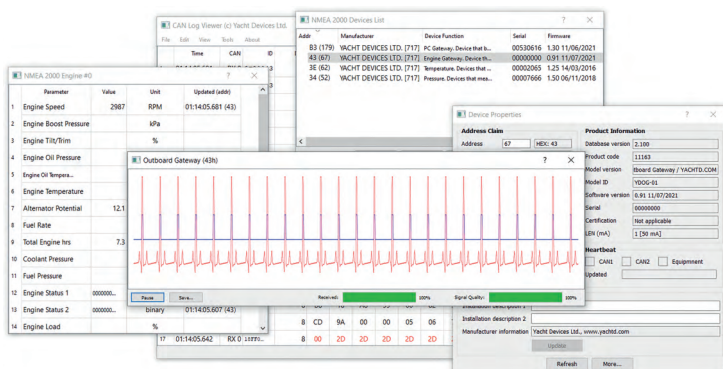 CAN Log Viewer (c) Yacht Devices Ltd.
File Edit View Tools About
Time CAN
NMEA 2000 Devices List ? ×
Addr Manufacturer Device Function Serial Firmware
B3 (179) YACHT DEVICES LTD. [717] PC Gateway. Device that b... 00530616 1.30 11/06/2021
43 (67) YACHT DEVICES LTD. [717] Engine Gateway. Device th... 00000000 0.91 11/07/2021
3E (62) YACHT DEVICES LTD. [717] Temperature. Devices that... 00002065 1.25 14/03/2016
34 (52) YACHT DEVICES LTD. [717] Pressure. Devices that mea... 00007666 1.50 06/11/2018
NMEA 2000 Engine #0 ? ×
Parameter Value Unit Updated (addr)
1 Engine Speed 2987 RPM 01:14:05.681 (43)
2 Engine Boost Pressure kPa
3 Engine Tilt/Trim %
4 Engine Oil Pressure
5 Engine Oil Tempera...
6 Engine Temperature
7 Alternator Potential 12.1
8 Fuel Rate
9 Total Engine hrs 7.3
10 Coolant Pressure
11 Fuel Pressure
12 Engine Status 1 0000000...
13 Engine Status 2 0000000... binary 01:14:05.607 (43)
14 Engine Load %
Outboard Gateway (43h) ? ×
Pause Save... Received: 100% Signal Quality: 100%
8 CD 9A 00 00 05 06
17 01:14:05.642 RX 0 8 00 2D 2D 2D 2D 2D
Device Properties ? ×
Address Claim Product Information
Address 67 HEX: 43 Database version 2.100
Product code 11163
Model version tboard Gateway / YACHTD.COM
Model ID YDOG-01
Software version 0.91 11/07/2021
Serial 00000000
Certification Not applicable
LEN (mA) 1 [50 mA]
Heartbeat
CAN1 CAN2 Equipmnent
Updated
Installation description 2
Manufacturer information Yacht Devices Ltd., www.yachtd.com
Update
Refresh More...